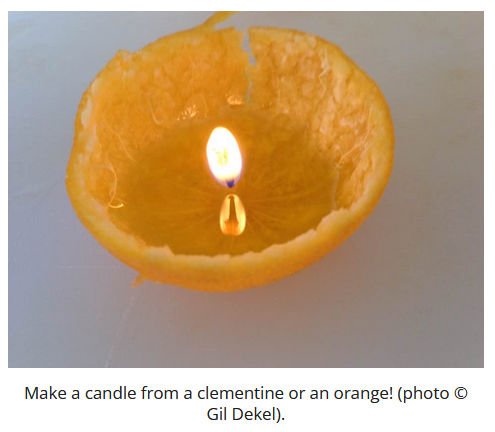 Make a candle from a clementine or an orange! (photo ©
Gil Dekel).